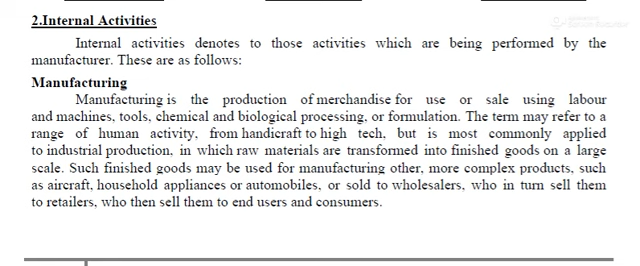 2.Internal Activities
Internal activities denotes to those activities which are being performed by the
manufacturer. These are as follows:
Manufacturing
Manufacturing is the production of merchandise for use or sale using labour
and machines, tools, chemical and biological processing, or formulation. The term may refer to a
range of human activity, from handicraft to high tech, but is most commonly applied
to industrial production, in which raw materials are transformed into finished goods on a large
scale. Such finished goods may be used for manufacturing other, more complex products, such
as aircraft, household appliances or automobiles, or sold to wholesalers, who in turn sell them
to retailers, who then sell them to end users and consumers.